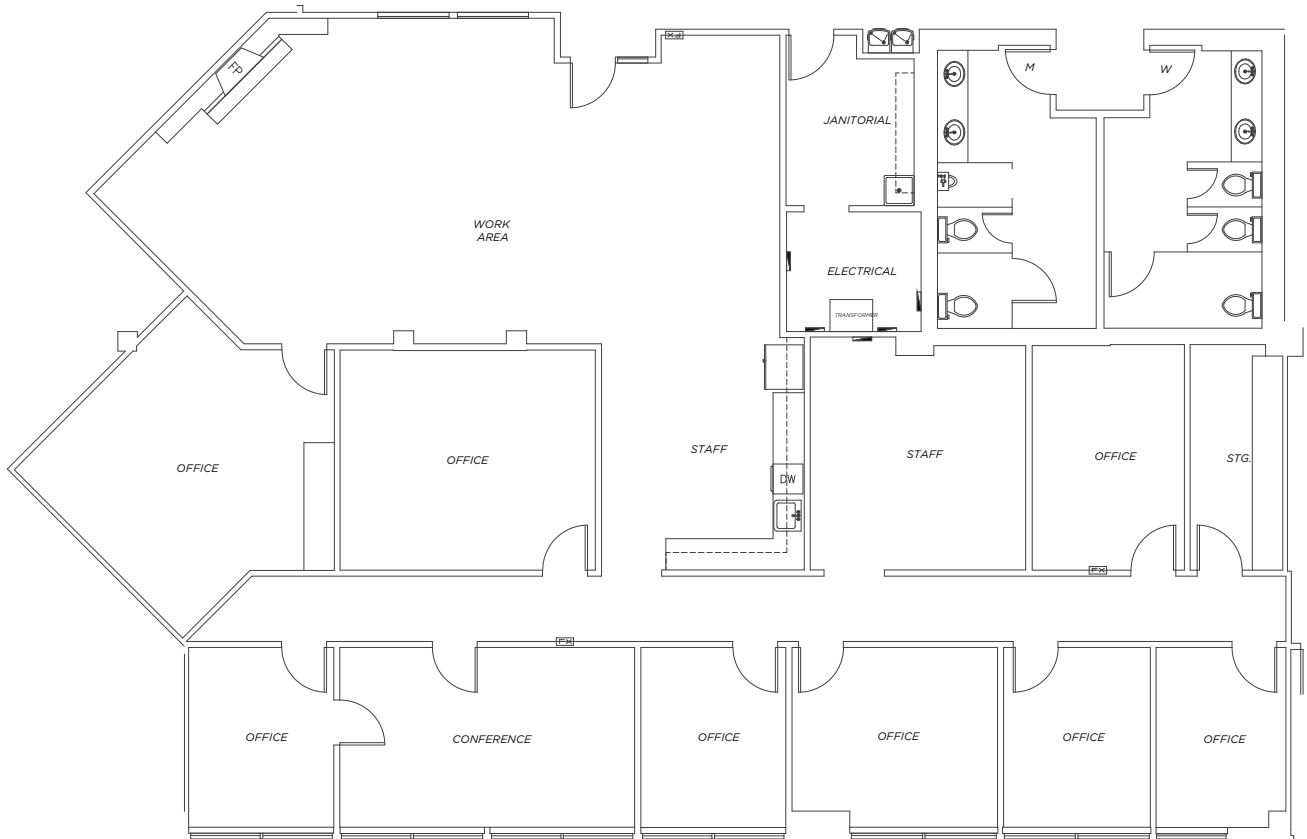 FP
FX
M
W
JANITORIAL
WORK
AREA
ELECTRICAL
TRANSFORMER
OFFICE
OFFICE
STAFF
STAFF
OFFICE
STG.
DW
FX
FX
OFFICE
CONFERENCE
OFFICE
OFFICE
OFFICE
OFFICE